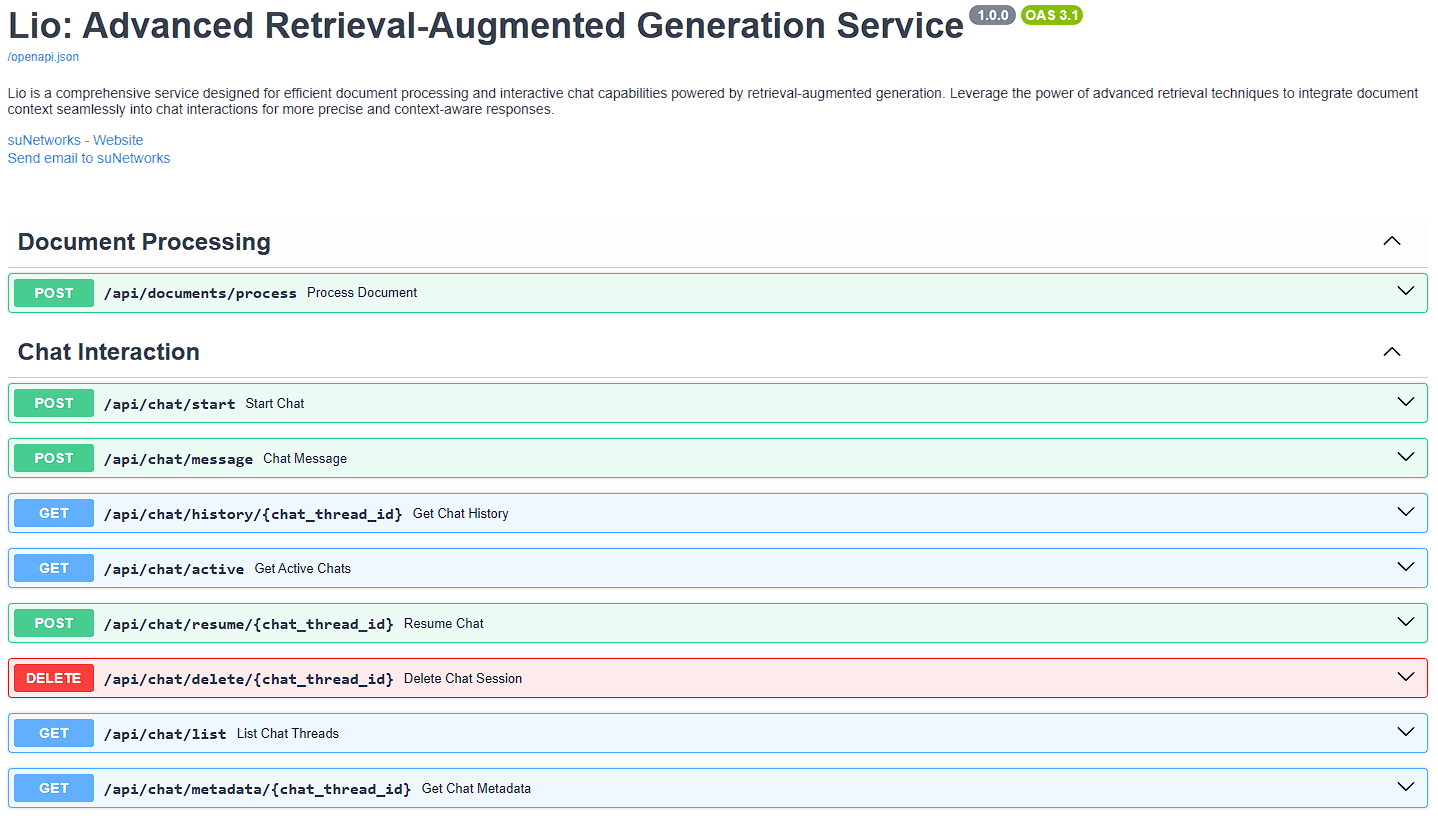 Lio: Advanced Retrieval-Augmented Generation Service 1.0.0 OAS 3.1
/openapi.json
Lio is a comprehensive service designed for efficient document processing and interactive chat capabilities powered by retrieval-augmented generation. Leverage the power of advanced retrieval techniques to integrate document
context seamlessly into chat interactions for more precise and context-aware responses.
suNetworks - Website
Send email to suNetworks
Document Processing
POST /api/documents/process Process Document
Chat Interaction
POST /api/chat/start Start Chat
POST /api/chat/message Chat Message
GET /api/chat/history/{chat_thread_id} Get Chat History
GET /api/chat/active Get Active Chats
POST /api/chat/resume/{chat_thread_id} Resume Chat
DELETE /api/chat/delete/{chat_thread_id} Delete Chat Session
GET /api/chat/list List Chat Threads
GET /api/chat/metadata/{chat_thread_id} Get Chat Metadata